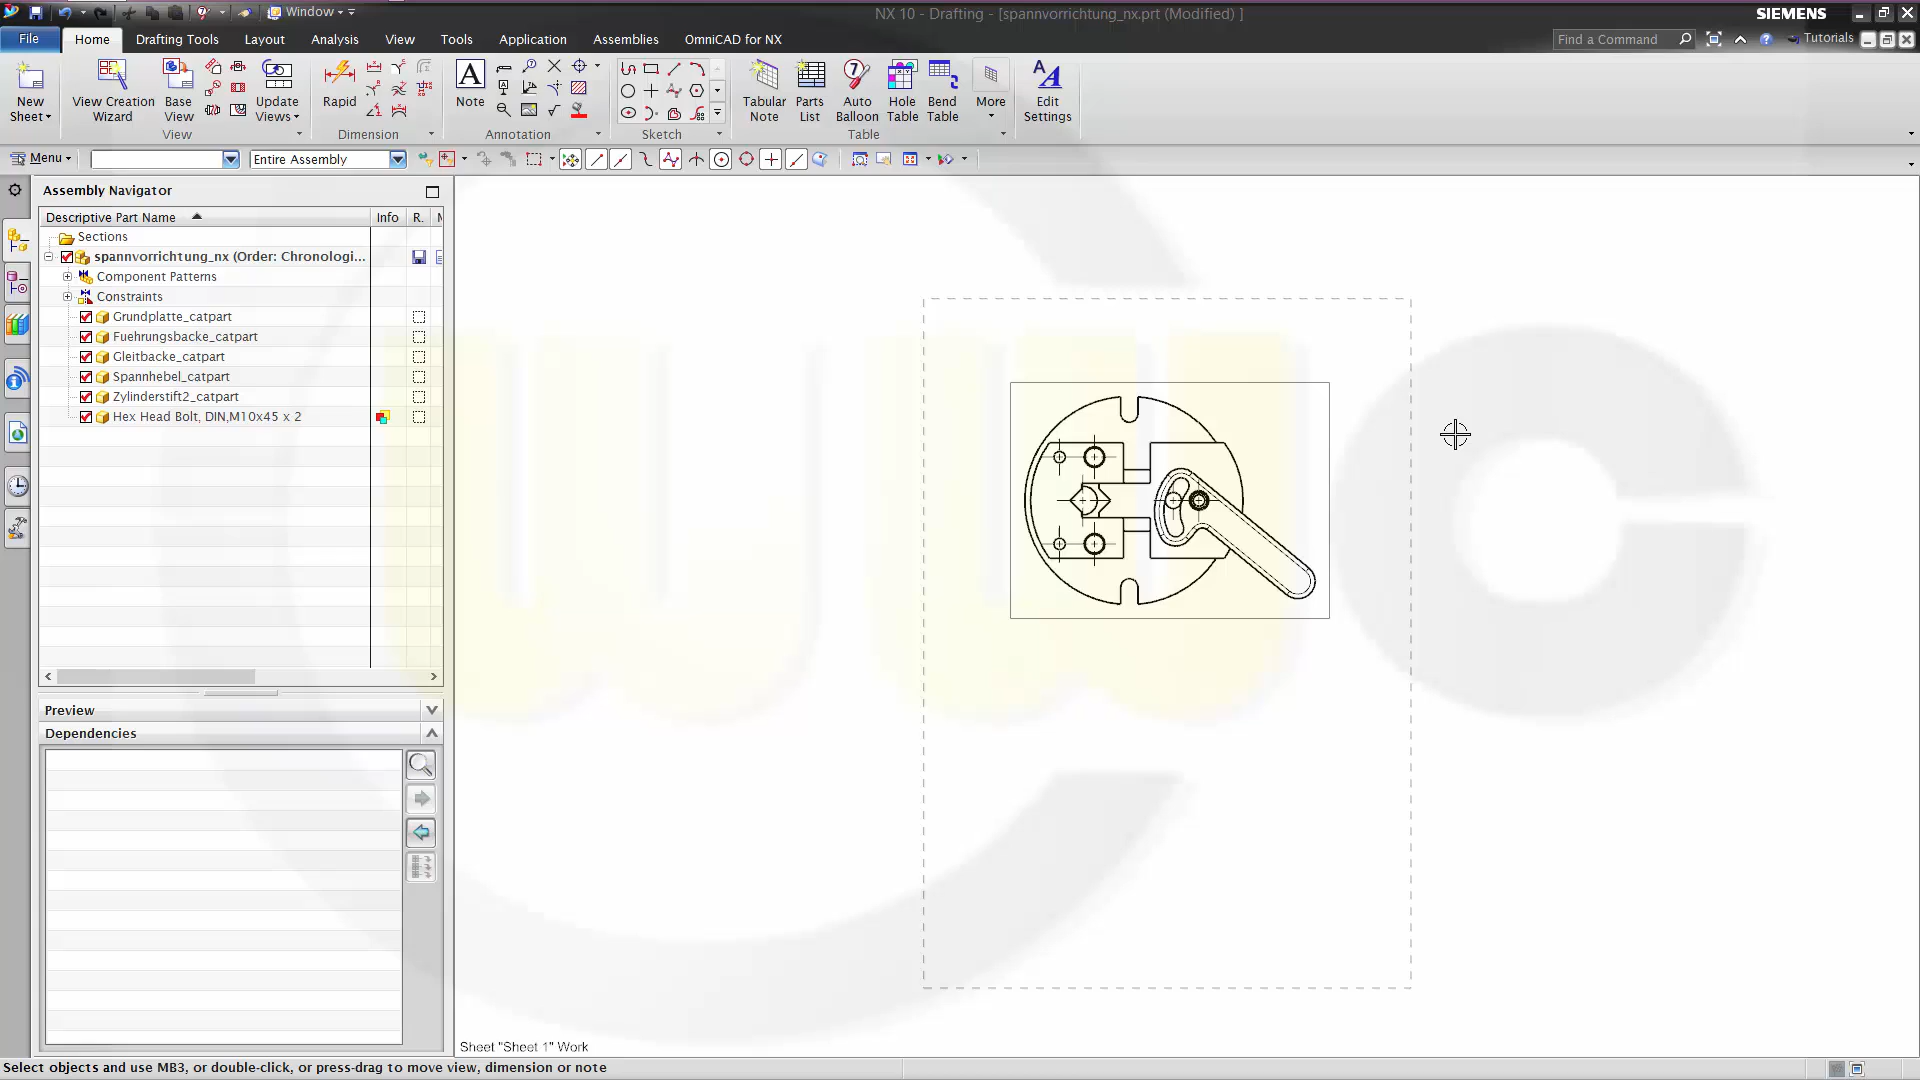 Window
NX 10 - Drafting - [spannvorrichtung_nx.prt (Modified) ]
SIEMENS
File
Home
Drafting Tools
Layout
Analysis
View
Tools
Application
Assemblies
OmniCAD for NX
Find a Command
Tutorials
New Sheet
View Creation Wizard
Base View
Update Views
Rapid
Note
Tabular Note
Parts List
Auto Balloon
Hole Table
Bend Table
More
Edit Settings
View
Dimension
Annotation
Sketch
Table
Menu
Entire Assembly
Assembly Navigator
Descriptive Part Name
Info
R.
Sections
spannvorrichtung_nx (Order: Chronologi...
Component Patterns
Constraints
Grundplatte_catpart
Fuehrungsbacke_catpart
Gleitbacke_catpart
Spannhebel_catpart
Zylinderstift2_catpart
Hex Head Bolt, DIN,M10x45 x 2
Preview
Dependencies
Sheet "Sheet 1" Work
Select objects and use MB3, or double-click, or press-drag to move view, dimension or note